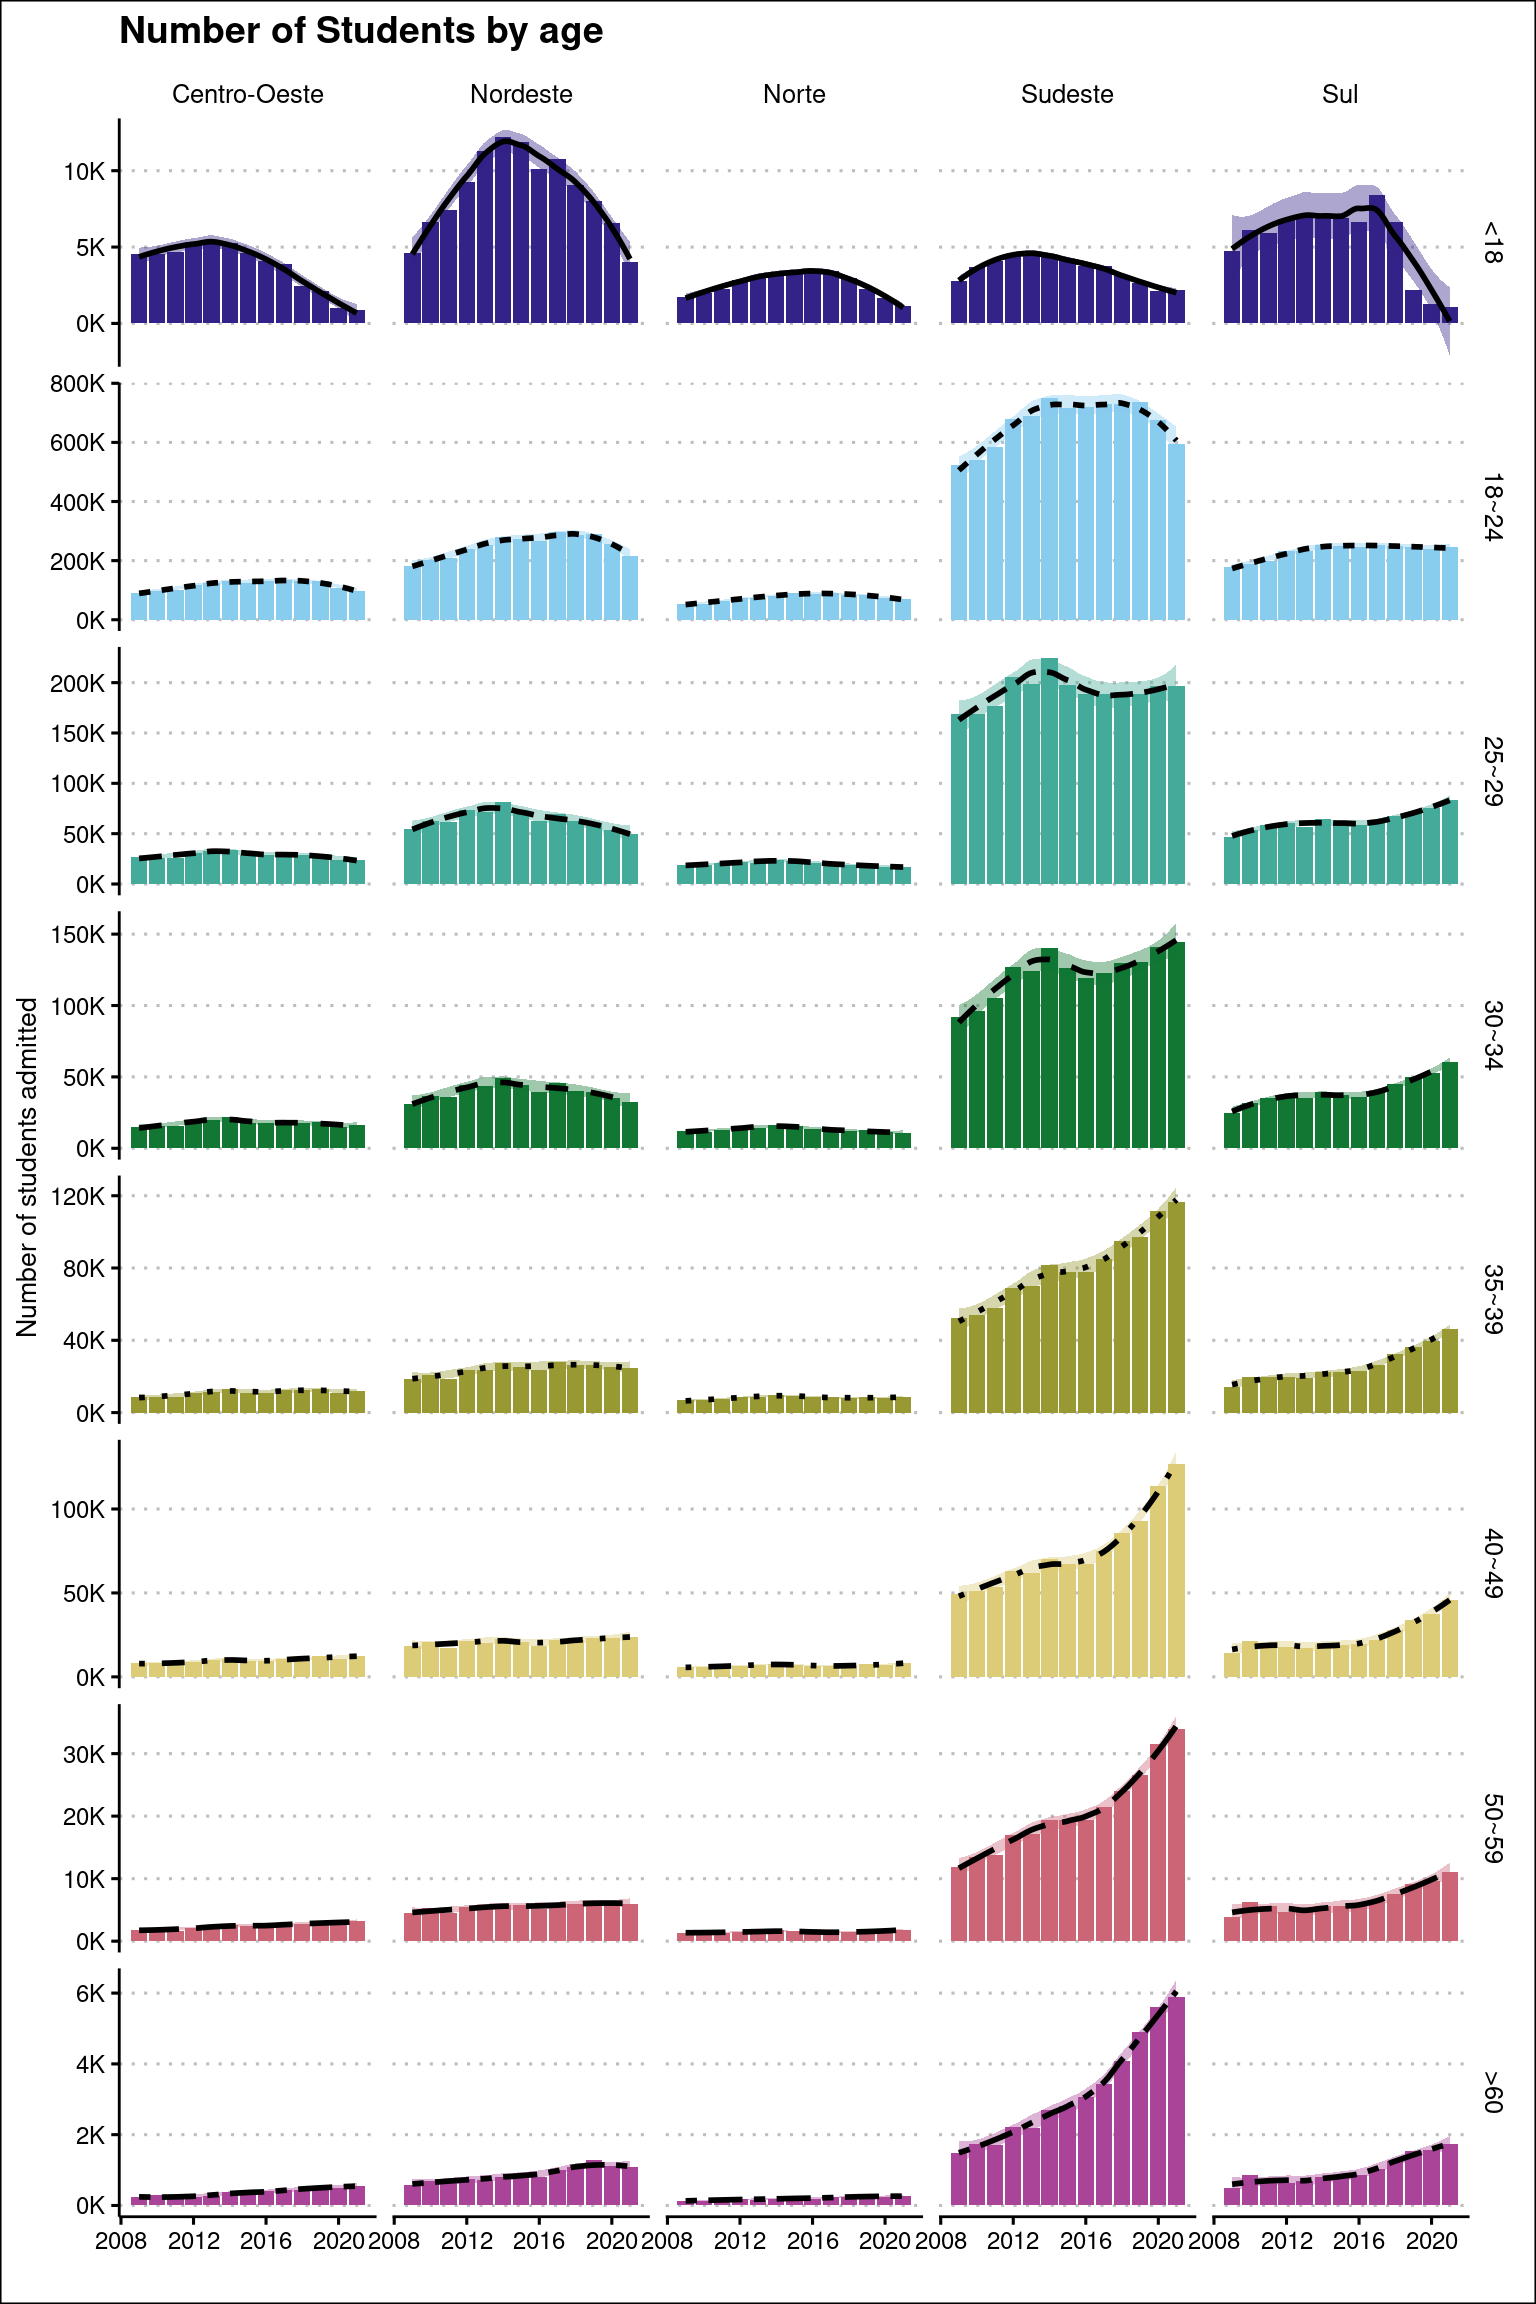 Number of Students by age
Centro-Oeste Nordeste Norte Sudeste Sul
10K
5K
0K
<18
800K
600K
400K
200K
0K
18~24
200K
150K
100K
50K
0K
25~29
150K
100K
50K
0K
30~34
120K
80K
40K
0K
35~39
100K
50K
0K
40~49
30K
20K
10K
0K
50~59
6K
4K
2K
0K
>60
Number of students admitted
2008 2012 2016 2020 2008 2012 2016 2020 2008 2012 2016 2020 2008 2012 2016 2020 2008 2012 2016 2020